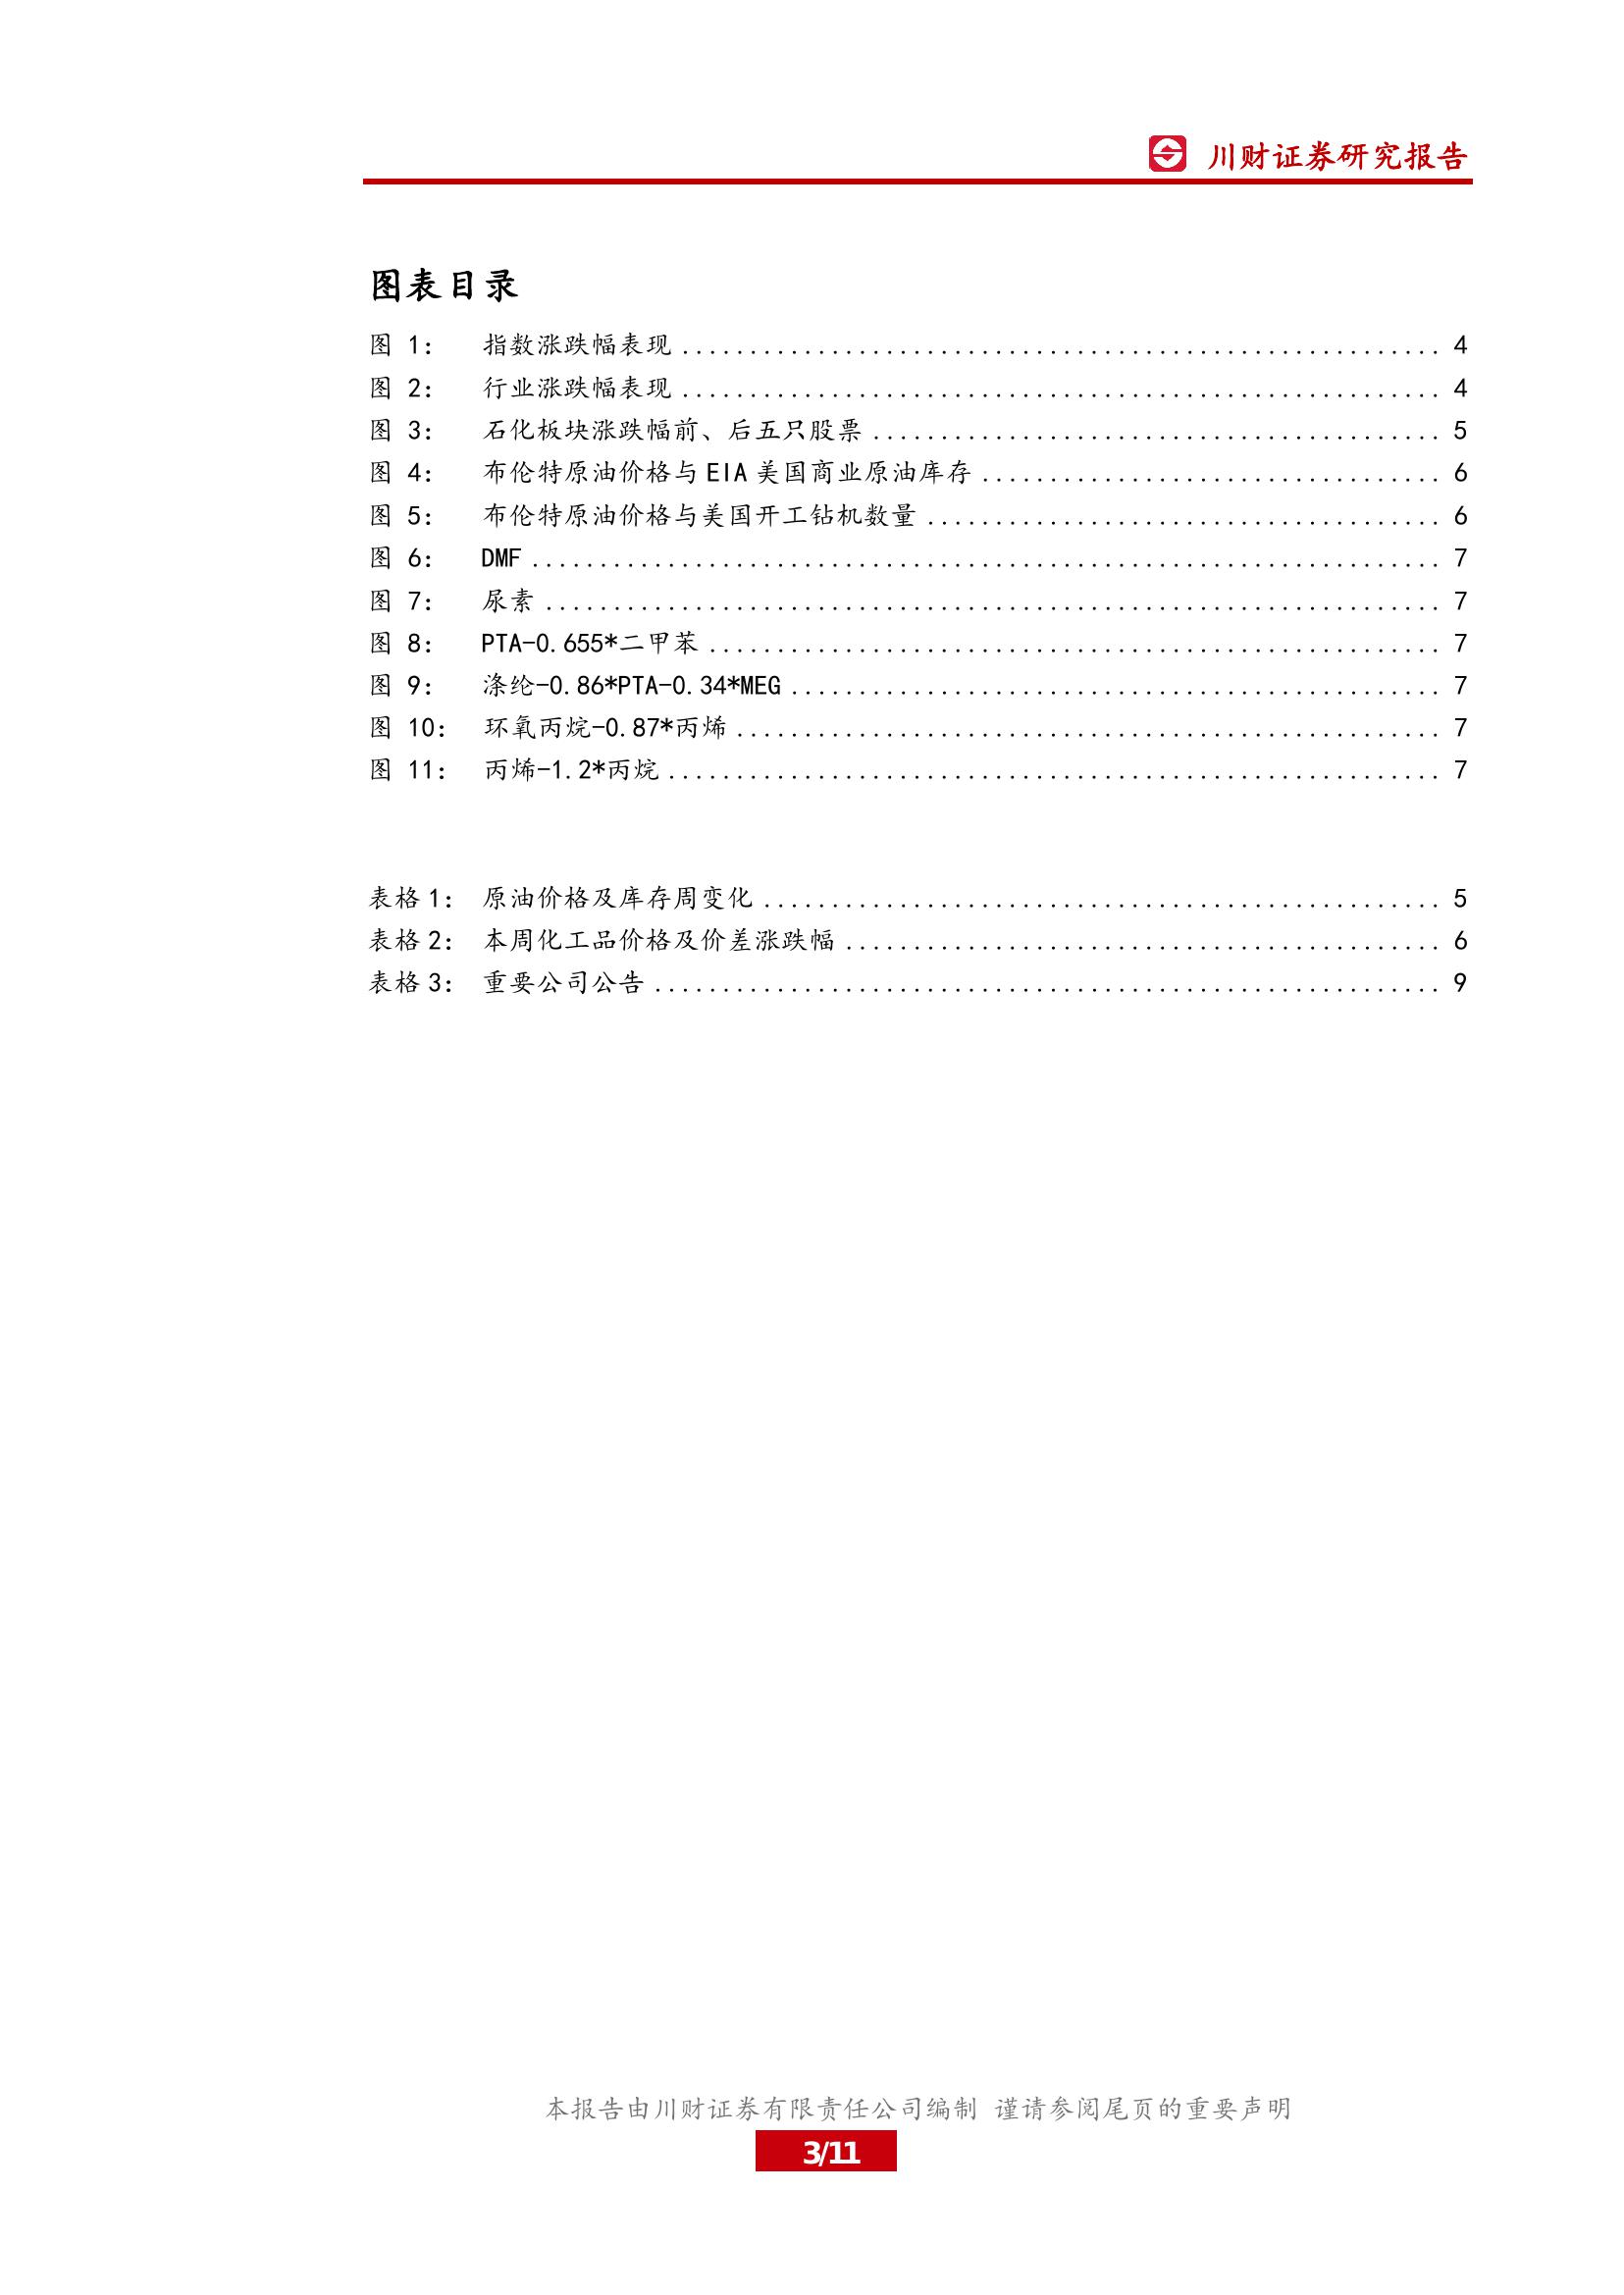 川财证券研究报告
图表目录
图 1： 指数涨跌幅表现 ........................................................ 4
图 2： 行业涨跌幅表现 ........................................................ 4
图 3： 石化板块涨跌幅前、后五只股票 .......................................... 5
图 4： 布伦特原油价格与 EIA 美国商业原油库存 .................................. 6
图 5： 布伦特原油价格与美国开工钻机数量 ...................................... 6
图 6： DMF ................................................................... 7
图 7： 尿素 .................................................................. 7
图 8： PTA-0.655*二甲苯 ...................................................... 7
图 9： 涤纶-0.86*PTA-0.34*MEG ................................................ 7
图 10： 环氧丙烷-0.87*丙烯 .................................................... 7
图 11： 丙烯-1.2*丙烷 ......................................................... 7
表格 1： 原油价格及库存周变化 .................................................. 5
表格 2： 本周化工品价格及价差涨跌幅 ............................................ 6
表格 3： 重要公司公告 .......................................................... 9
本报告由川财证券有限责任公司编制 谨请参阅尾页的重要声明
3/11